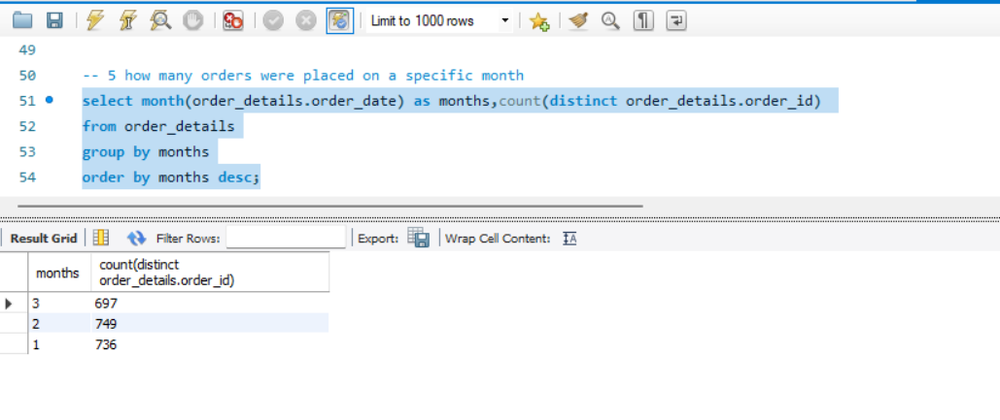 Limit to 1000 rows
49
50 -- 5 how many orders were placed on a specific month
51 select month(order_details.order_date) as months,count(distinct order_details.order_id)
52 from order_details
53 group by months
54 order by months desc;
Result Grid Filter Rows: Export: Wrap Cell Content:
months count(distinct
order_details.order_id)
3 697
2 749
1 736